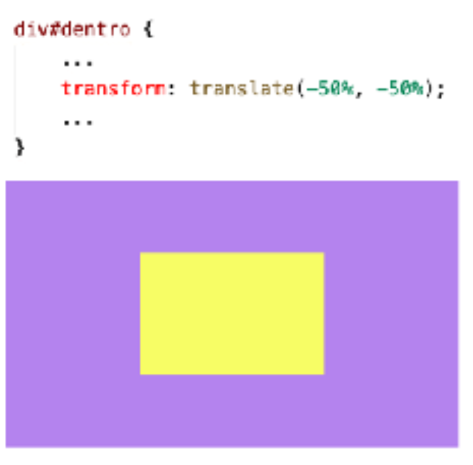 div#dentro {
...
transform: translate(-50%, -50%);
...
}